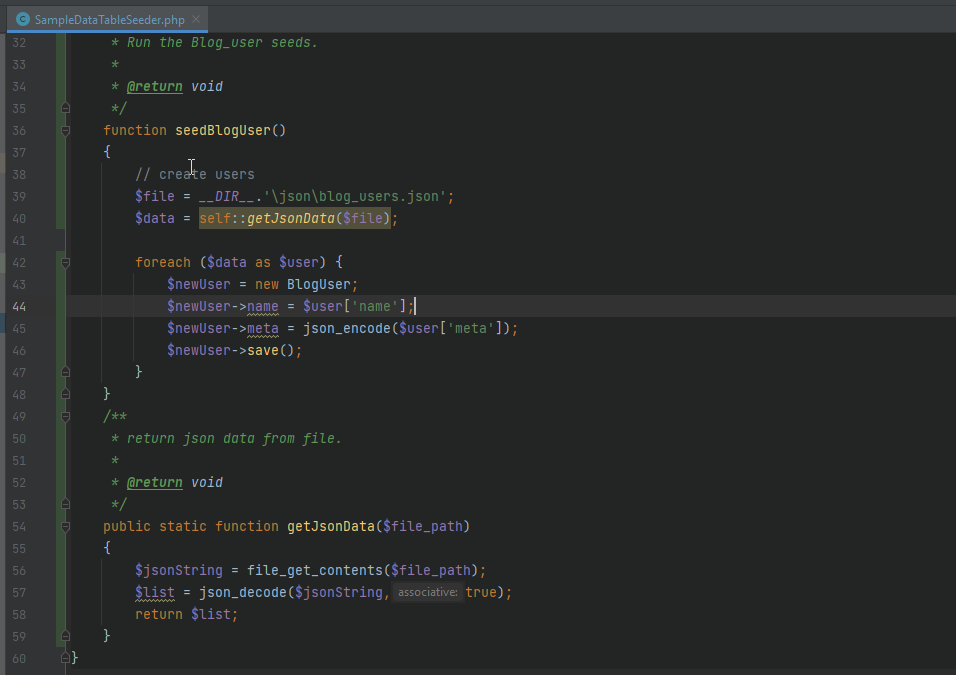 C SampleDataTableSeeder.php ×
32 * Run the Blog_user seeds.
33 *
34 * @return void
35 */
36 function seedBlogUser()
37 {
38 // create users
39 $file = __DIR__.'\json\blog_users.json';
40 $data = self::getJsonData($file);
41
42 foreach ($data as $user) {
43 $newUser = new BlogUser;
44 $newUser->name = $user['name'];
45 $newUser->meta = json_encode($user['meta']);
46 $newUser->save();
47 }
48 }
49 /**
50 * return json data from file.
51 *
52 * @return void
53 */
54 public static function getJsonData($file_path)
55 {
56 $jsonString = file_get_contents($file_path);
57 $list = json_decode($jsonString, associative: true);
58 return $list;
59 }
60 }